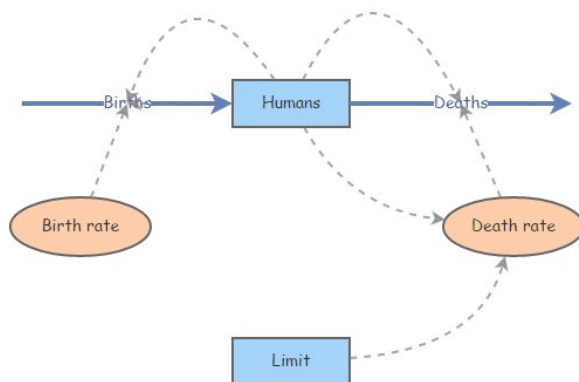 Births
Humans
Deaths
Birth rate
Death rate
Limit